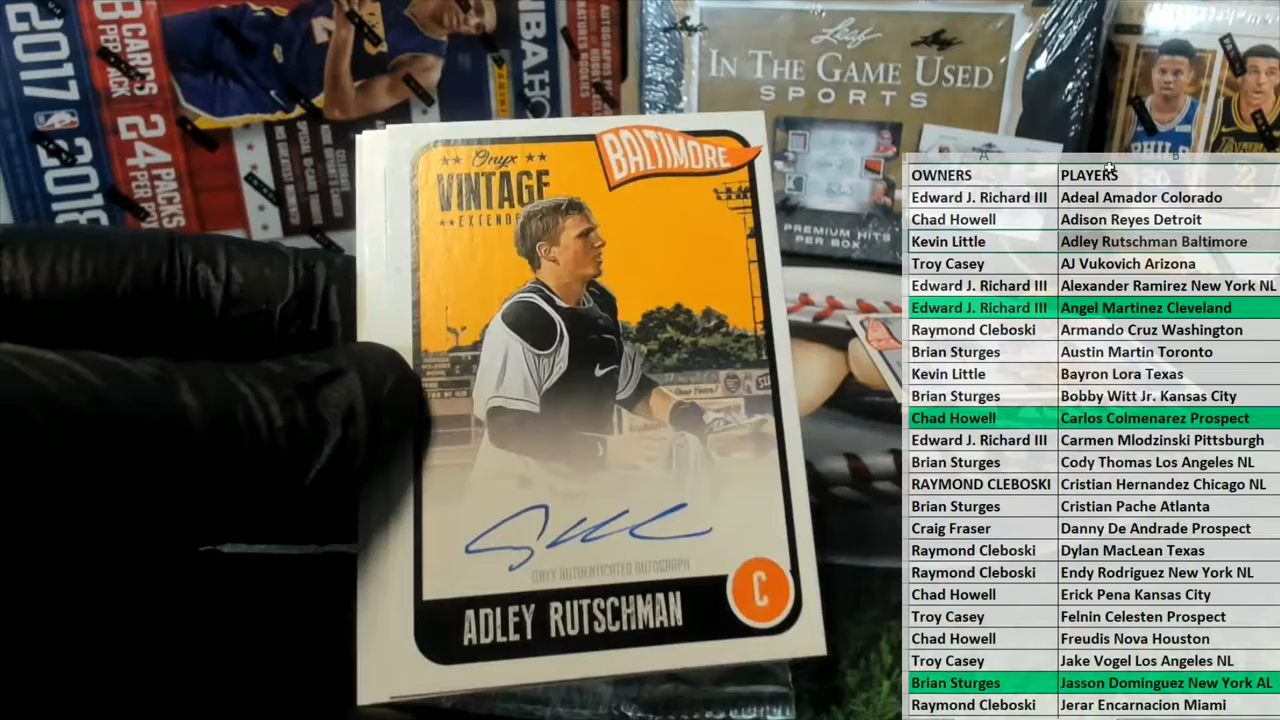 2017
2018
8 CARDS
PER
PACK
24 PACKS
NBA
Leaf
IN THE GAME USED
SPORTS
PREMIUM HITS
PER BOX
PHIL
★★ Onyx ★★
VINTAGE
BALTIMORE
ONYX AUTHENTICATED AUTOGRAPH
ADLEY RUTSCHMAN
C
A B
OWNERS PLAYERS
Edward J. Richard III Adeal Amador Colorado
Chad Howell Adison Reyes Detroit
Kevin Little Adley Rutschman Baltimore
Troy Casey AJ Vukovich Arizona
Edward J. Richard III Alexander Ramirez New York NL
Edward J. Richard III Angel Martinez Cleveland
Raymond Cleboski Armando Cruz Washington
Brian Sturges Austin Martin Toronto
Kevin Little Bayron Lora Texas
Brian Sturges Bobby Witt Jr. Kansas City
Chad Howell Carlos Colmenarez Prospect
Edward J. Richard III Carmen Mlodzinski Pittsburgh
Brian Sturges Cody Thomas Los Angeles NL
RAYMOND CLEBOSKI Cristian Hernandez Chicago NL
Brian Sturges Cristian Pache Atlanta
Craig Fraser Danny De Andrade Prospect
Raymond Cleboski Dylan MacLean Texas
Raymond Cleboski Endy Rodriguez New York NL
Chad Howell Erick Pena Kansas City
Troy Casey Felnin Celesten Prospect
Chad Howell Freudis Nova Houston
Troy Casey Jake Vogel Los Angeles NL
Brian Sturges Jasson Dominguez New York AL
Raymond Cleboski Jerar Encarnacion Miami